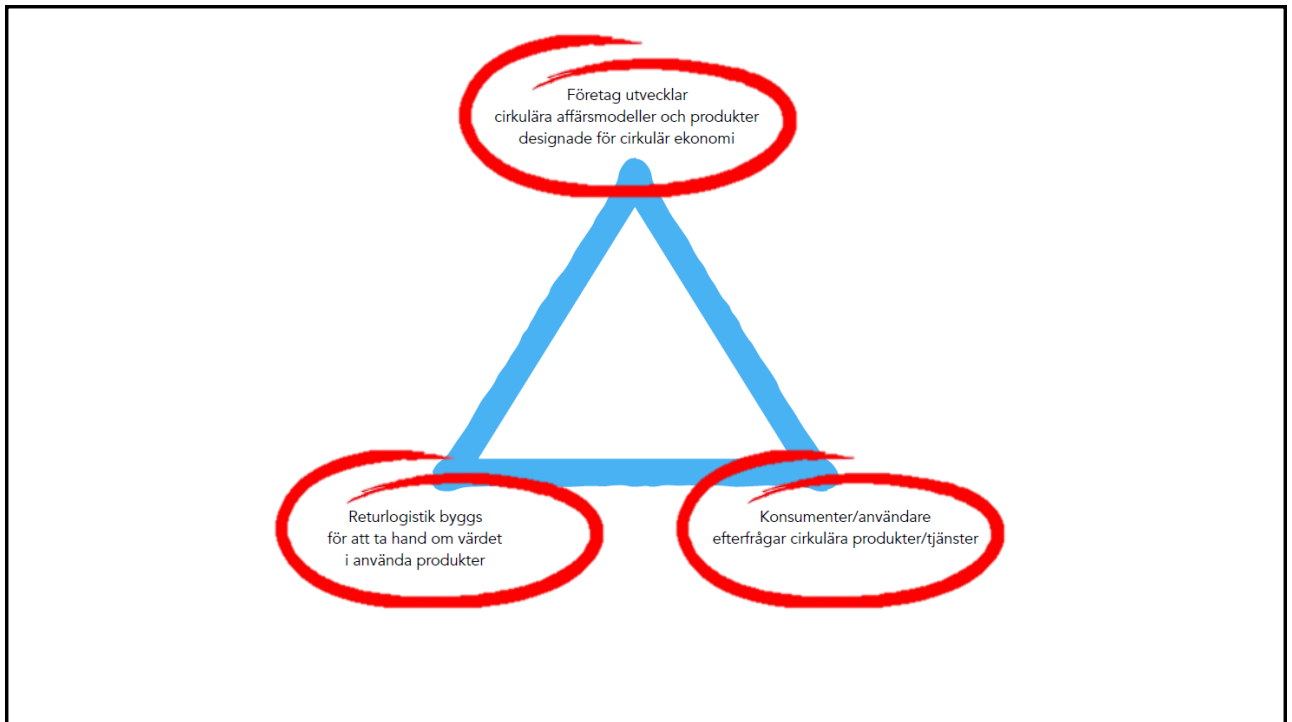 Företag utvecklar
cirkulära affärsmodeller och produkter
designade för cirkulär ekonomi
Returlogistik byggs
för att ta hand om värdet
i använda produkter
Konsumenter/användare
efterfrågar cirkulära produkter/tjänster